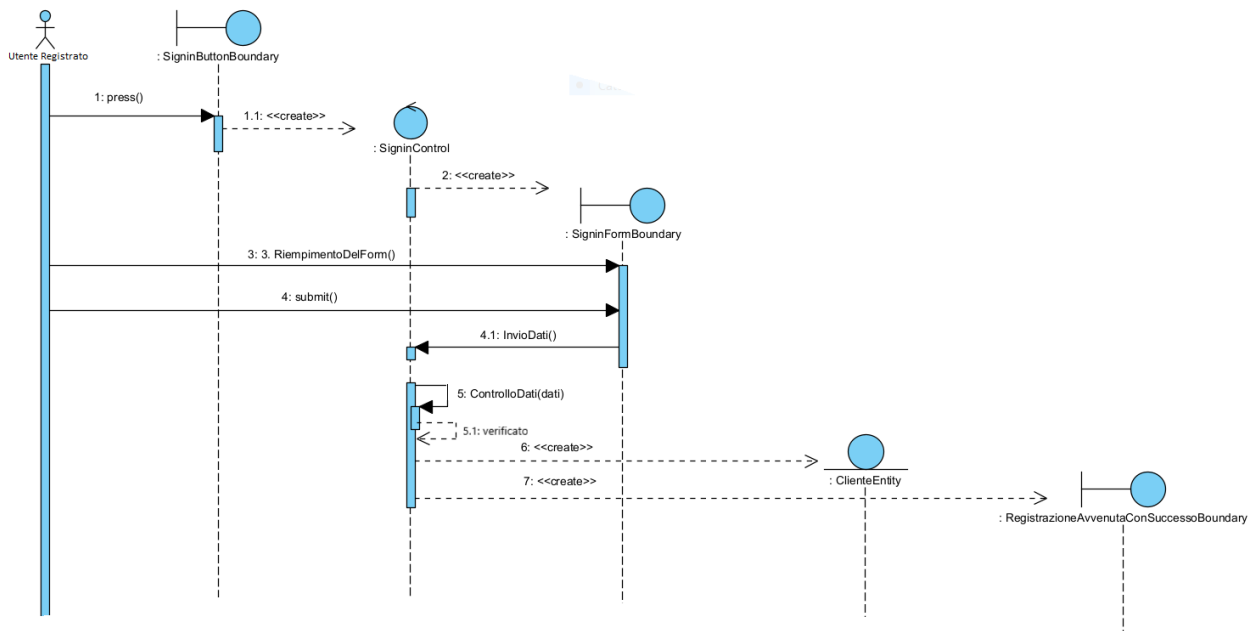 Utente Registrato
: SigninButtonBoundary
1: press()
1.1: <<create>>
: SigninControl
2: <<create>>
: SigninFormBoundary
3: 3. RiempimentoDelForm()
4: submit()
4.1: InvioDati()
5: ControlloDati(dati)
5.1: verificato
6: <<create>>
: ClienteEntity
7: <<create>>
: RegistrazioneAvvenutaConSuccessoBoundary